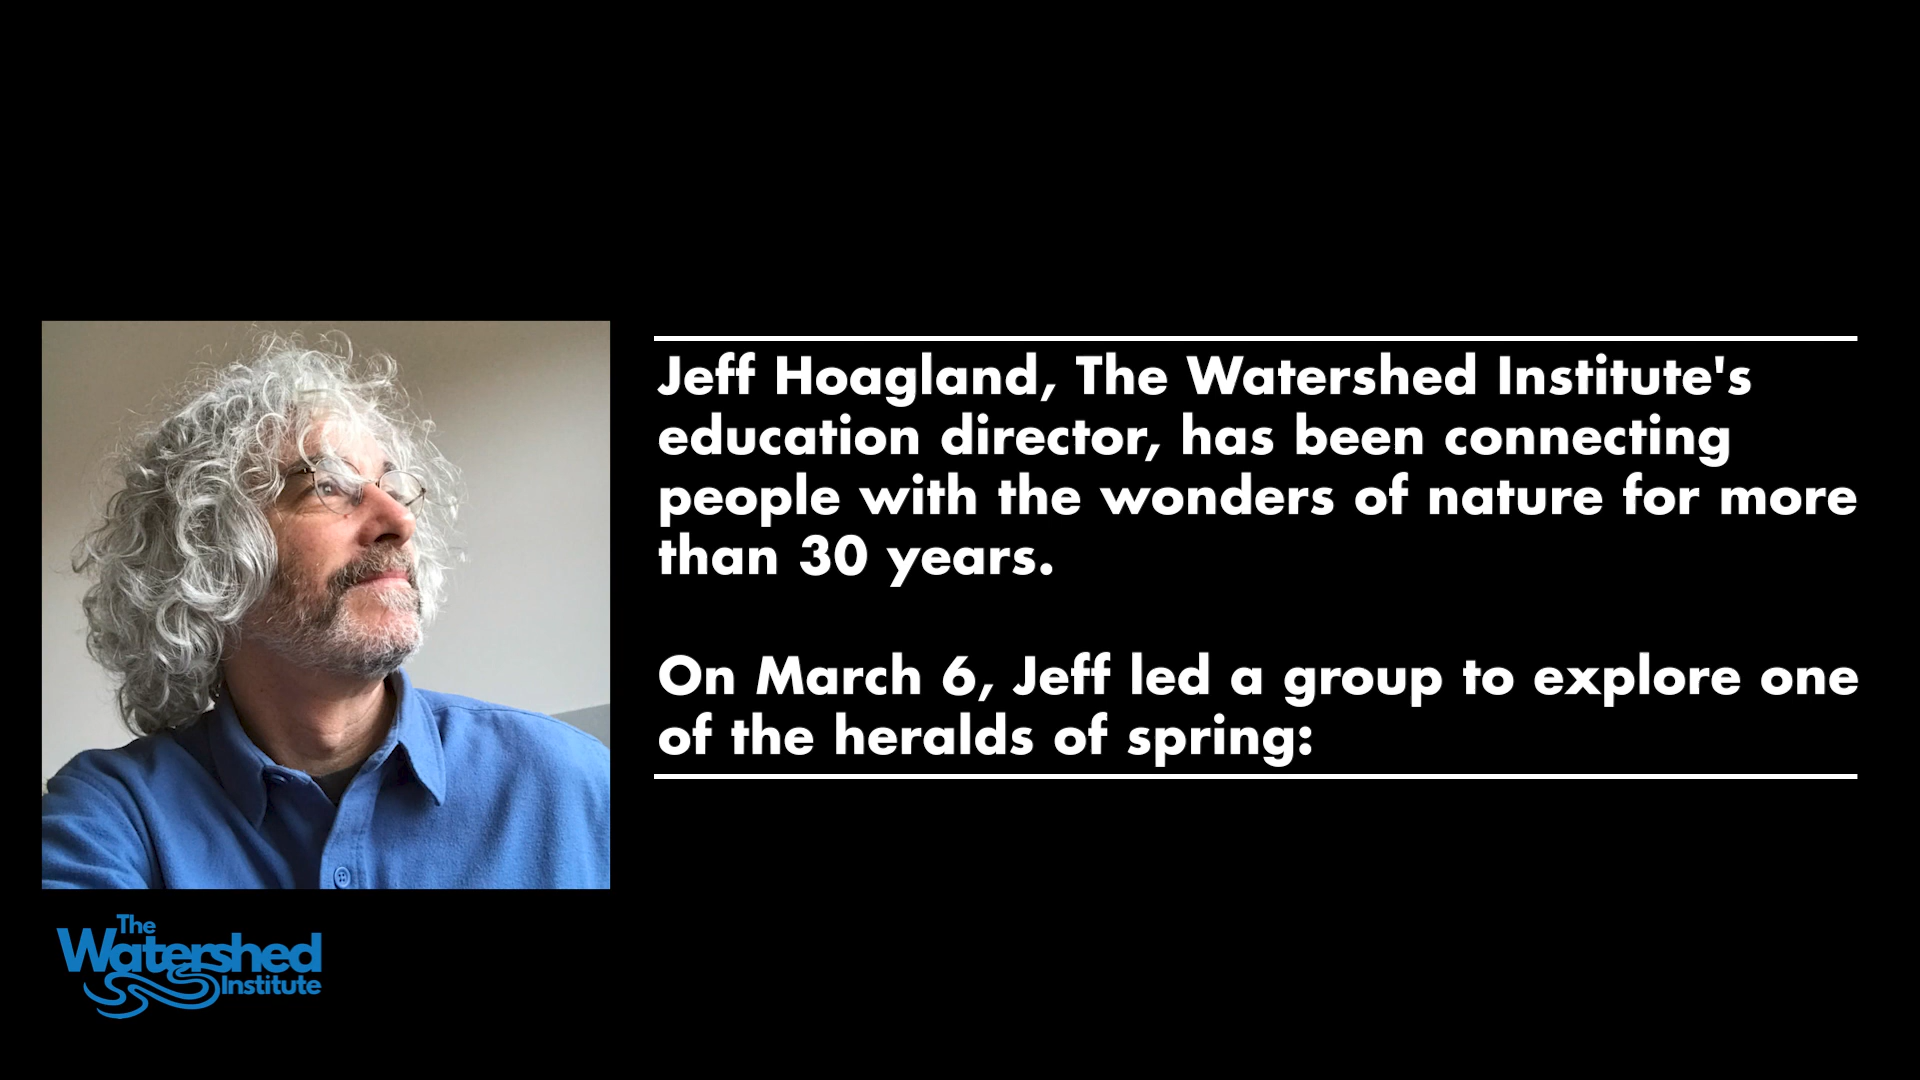 Jeff Hoagland, The Watershed Institute's
education director, has been connecting
people with the wonders of nature for more
than 30 years.
On March 6, Jeff led a group to explore one
of the heralds of spring:
The
Watershed
Institute